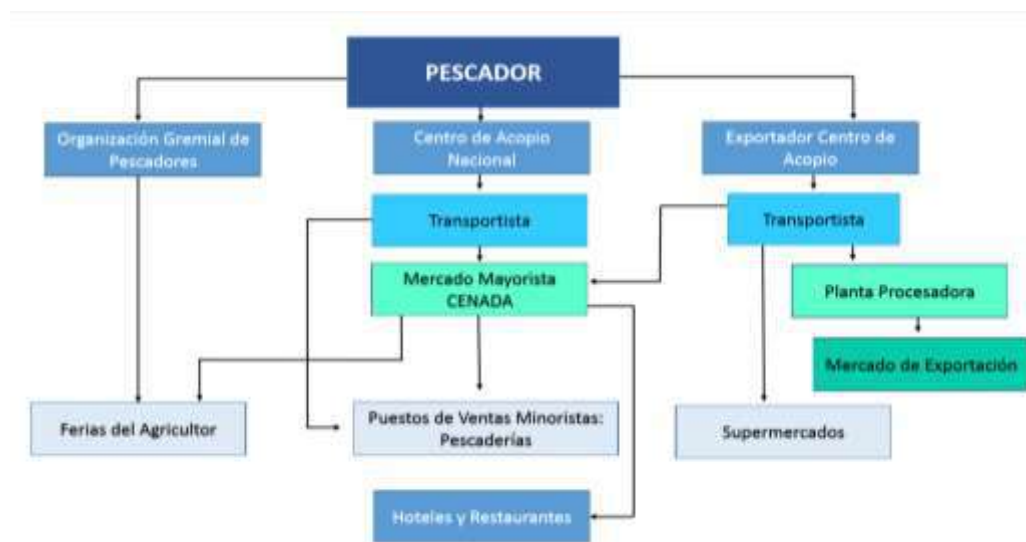 PESCADOR
Organización Gremial de
Pescadores
Centro de Acopio
Nacional
Exportador Centro de
Acopio
Transportista
Transportista
Mercado Mayorista
CENADA
Planta Procesadora
Mercado de Exportación
Ferias del Agricultor
Puestos de Ventas Minoristas:
Pescaderías
Supermercados
Hoteles y Restaurantes